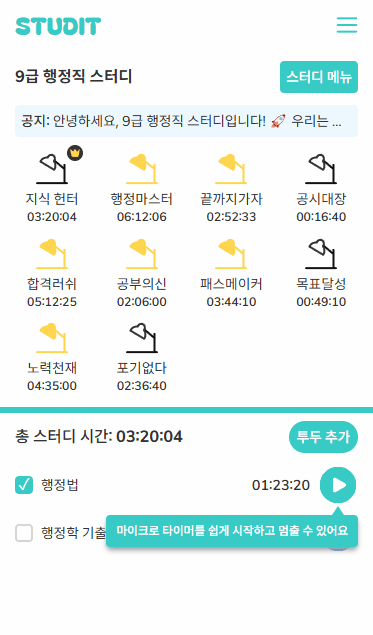 STUDIT
9급 행정직 스터디
스터디 메뉴
공지: 안녕하세요, 9급 행정직 스터디입니다! 🚀 우리는 ...
지식 헌터 행정마스터 끝까지가자 공시대장
03:20:04 06:12:06 02:52:33 00:16:40
합격러쉬 공부의신 패스메이커 목표달성
05:12:25 02:06:00 03:44:10 00:49:10
노력천재 포기없다
04:35:00 02:36:40
총 스터디 시간: 03:20:04
투두 추가
행정법 01:23:20
행정학 기출
마이크로 타이머를 쉽게 시작하고 멈출 수 있어요